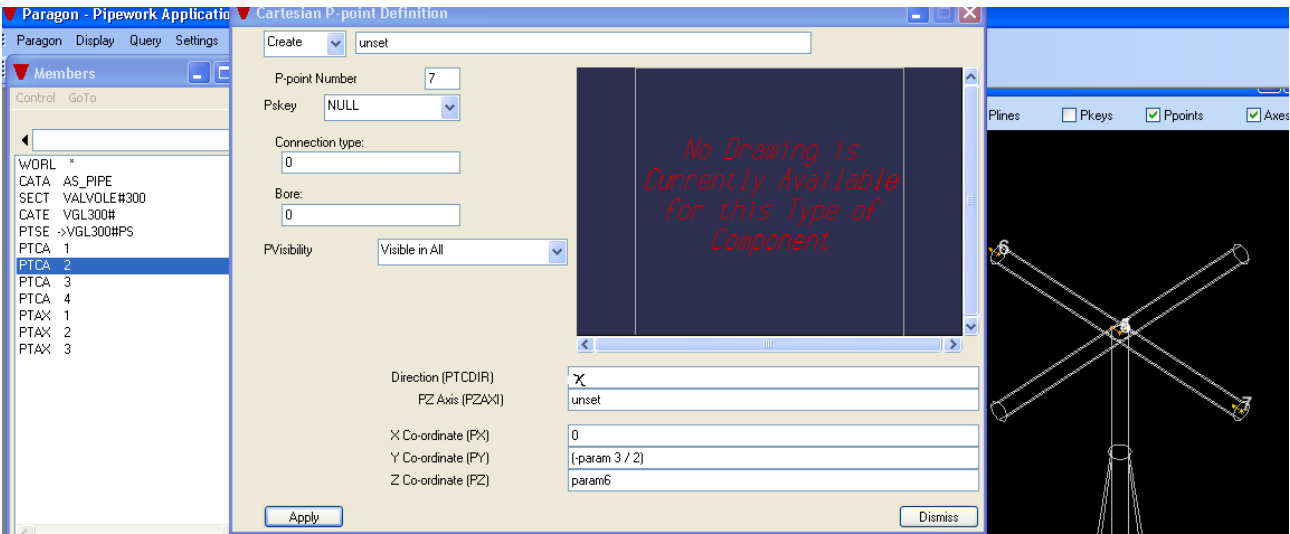 Paragon - Pipework Applicatio
Paragon Display Query Settings
Members
Control GoTo
WORL *
CATA AS_PIPE
SECT VALVOLE#300
CATE VGL300#
PTSE ->VGL300#PS
PTCA 1
PTCA 2
PTCA 3
PTCA 4
PTAX 1
PTAX 2
PTAX 3
Cartesian P-point Definition
Create unset
P-point Number 7
Pskey NULL
Connection type:
0
Bore:
0
PVisibility Visible in All
No Drawing is
Currently Available
for this Type of
Component
Direction (PTCDIR) X
PZ Axis (PZAXI) unset
X Co-ordinate (PX) 0
Y Co-ordinate (PY) (-param 3 / 2)
Z Co-ordinate (PZ) param6
Apply Dismiss
Plines Pkeys Ppoints Axes
6
7